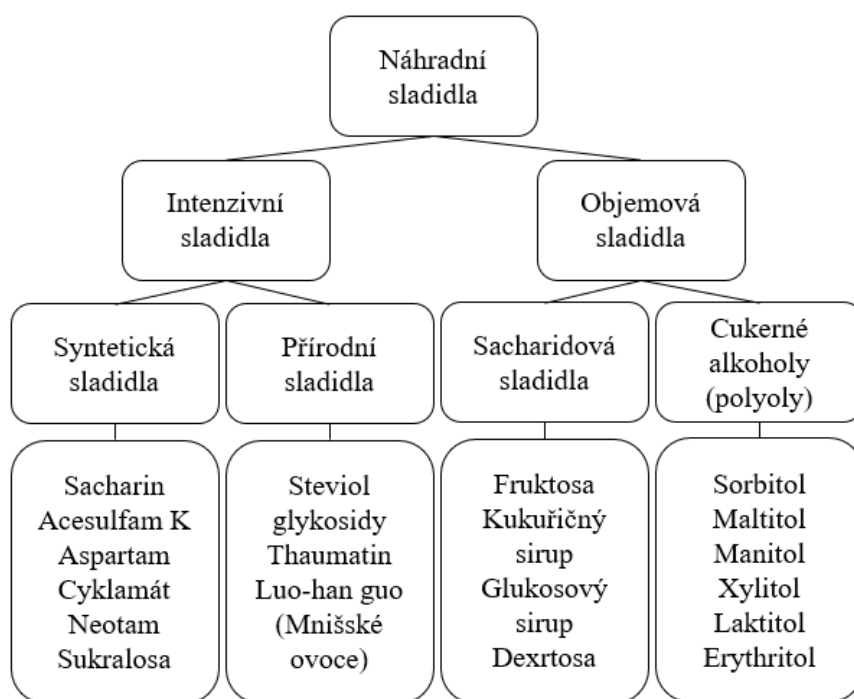 Náhradní
sladidla
Intenzivní
sladidla
Objemová
sladidla
Syntetická
sladidla
Přírodní
sladidla
Sacharidová
sladidla
Cukerné
alkoholy
(polyoly)
Sacharin
Acesulfam K
Aspartam
Cyklamát
Neotam
Sukralosa
Steviol
glykosidy
Thaumatin
Luo-han guo
(Mnišské
ovoce)
Fruktosa
Kukuřičný
sirup
Glukosový
sirup
Dexrtosa
Sorbitol
Maltitol
Manitol
Xylitol
Laktitol
Erythritol